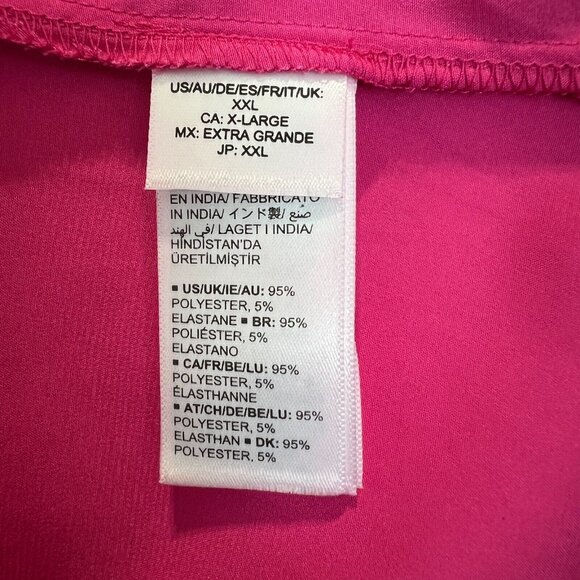 US/AU/DE/ES/FR/IT/UK:
XXL
CA: X-LARGE
MX: EXTRA GRANDE
JP: XXL
EN INDIA/ FABBRICATO
IN INDIA/ インド製/ صُنع
في الهند/ LAGET I INDIA/
HİNDİSTAN'DA
ÜRETİLMİŞTİR
▪ US/UK/IE/AU: 95%
POLYESTER, 5%
ELASTANE ▪ BR: 95%
POLIÉSTER, 5%
ELASTANO
▪ CA/FR/BE/LU: 95%
POLYESTER, 5%
ÉLASTHANNE
▪ AT/CH/DE/BE/LU: 95%
POLYESTER, 5%
ELASTHAN ▪ DK: 95%
POLYESTER, 5%